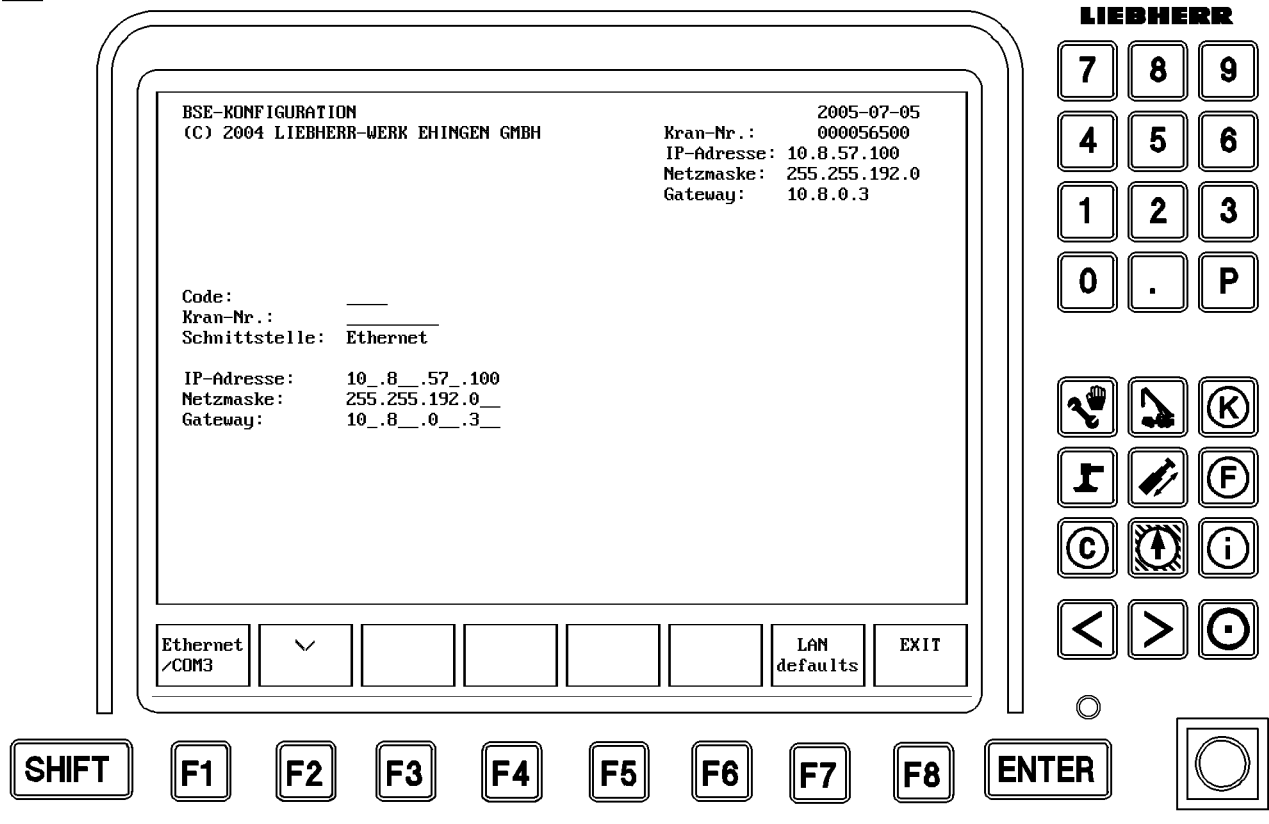 LIEBHERR
BSE-KONFIGURATION 2005-07-05
(C) 2004 LIEBHERR-WERK EHINGEN GMBH Kran-Nr.: 000056500
IP-Adresse: 10.8.57.100
Netzmaske: 255.255.192.0
Gateway: 10.8.0.3
Code: ____
Kran-Nr.: _________
Schnittstelle: Ethernet
IP-Adresse: 10_.8__.57_.100
Netzmaske: 255.255.192.0__
Gateway: 10_.8__.0__.3__
Ethernet LAN EXIT
/COM3 defaults
7 8 9
4 5 6
1 2 3
0 . P
K
F
C i
< >
SHIFT F1 F2 F3 F4 F5 F6 F7 F8 ENTER